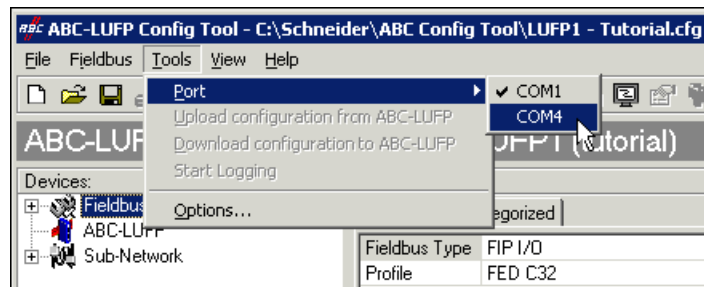 ABC ABC-LUFP Config Tool - C:\Schneider\ABC Config Tool\LUFP1 - Tutorial.cfg
File Fieldbus Tools View Help
Port COM1
COM4
Upload configuration from ABC-LUFP
Download configuration to ABC-LUFP
Start Logging
Options...
ABC-LUF UFP1 (tutorial)
Devices:
Fieldbus
ABC-LUFP
Sub-Network
egorized
Fieldbus Type FIP I/O
Profile FED C32